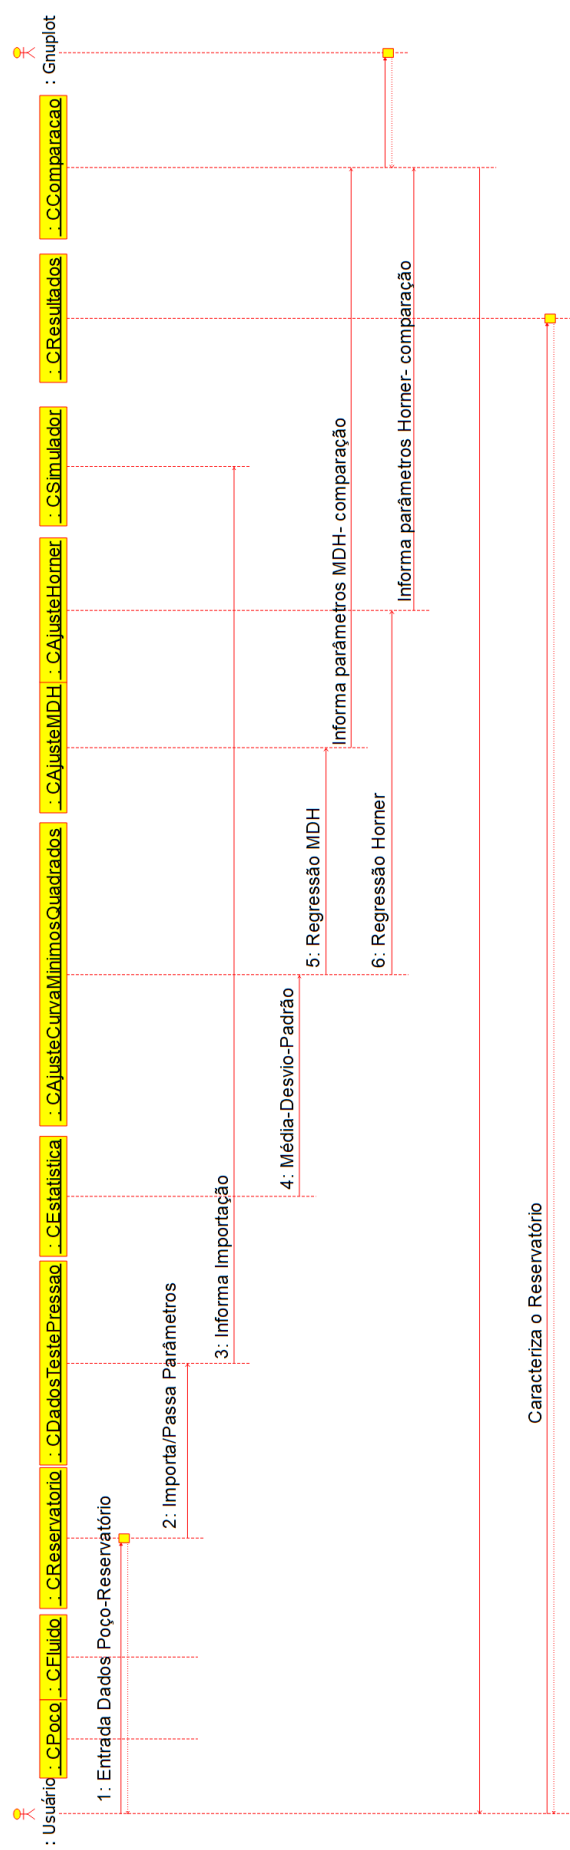 : Usuário
: CPoco
: CFluido
: CReservatorio
: CDadosTestePressao
: CEstatistica
: CAjusteCurvaMinimosQuadrados
: CAjusteMDH
: CAjusteHorner
: CSimulador
: CResultados
: CComparacao
: Gnuplot
1: Entrada Dados Poço-Reservatório
2: Importa/Passa Parâmetros
3: Informa Importação
4: Média-Desvio-Padrão
5: Regressão MDH
Informa parâmetros MDH- comparação
6: Regressão Horner
Informa parâmetros Horner- comparação
Caracteriza o Reservatório